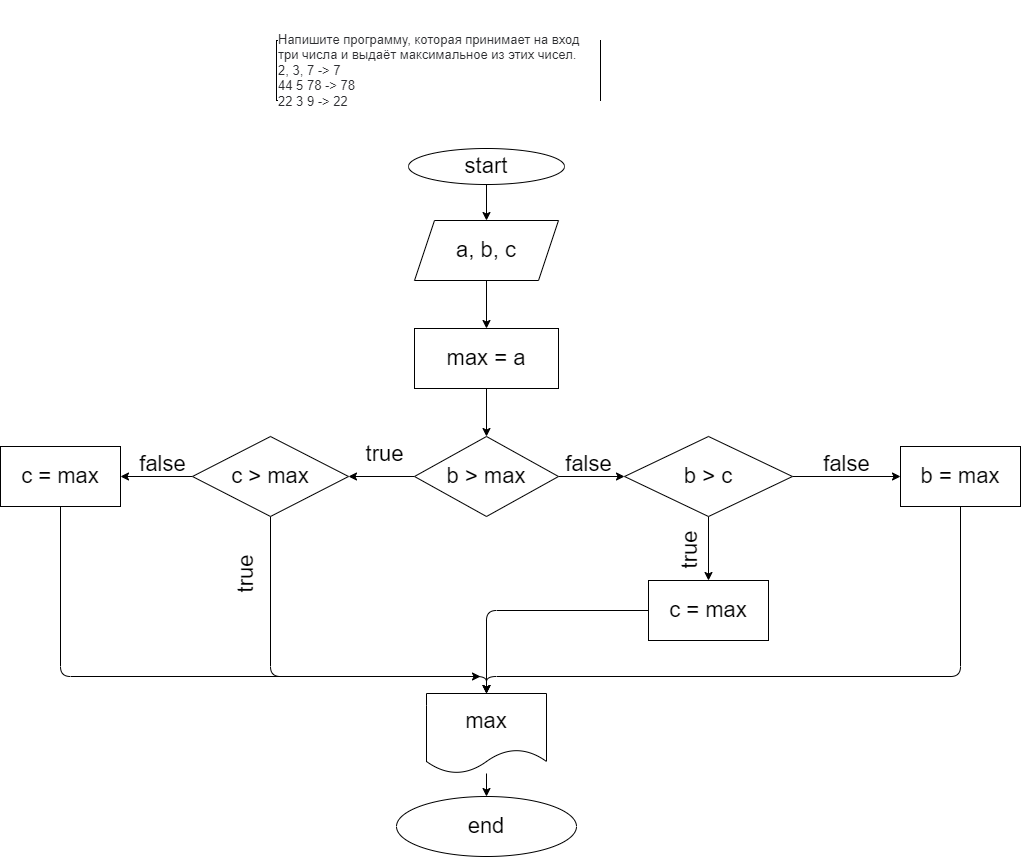 Напишите программу, которая принимает на вход
три числа и выдаёт максимальное из этих чисел.
2, 3, 7 -> 7
44 5 78 -> 78
22 3 9 -> 22
start
a, b, c
max = a
c = max
false
c > max
true
b > max
false
b > c
false
b = max
true
true
c = max
max
end